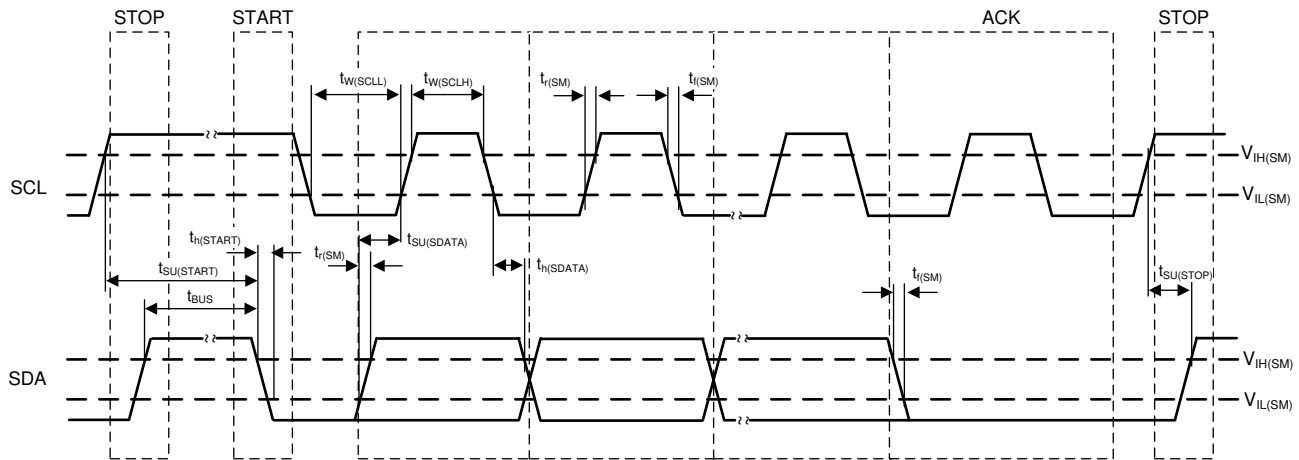 STOP START ACK STOP
tW(SCLL) tW(SCLH) tr(SM) tf(SM)
VIH(SM)
SCL
VIL(SM)
th(START) tr(SM) tSU(SDATA)
tSU(START) th(SDATA) tf(SM) tSU(STOP)
tBUS
VIH(SM)
SDA
VIL(SM)